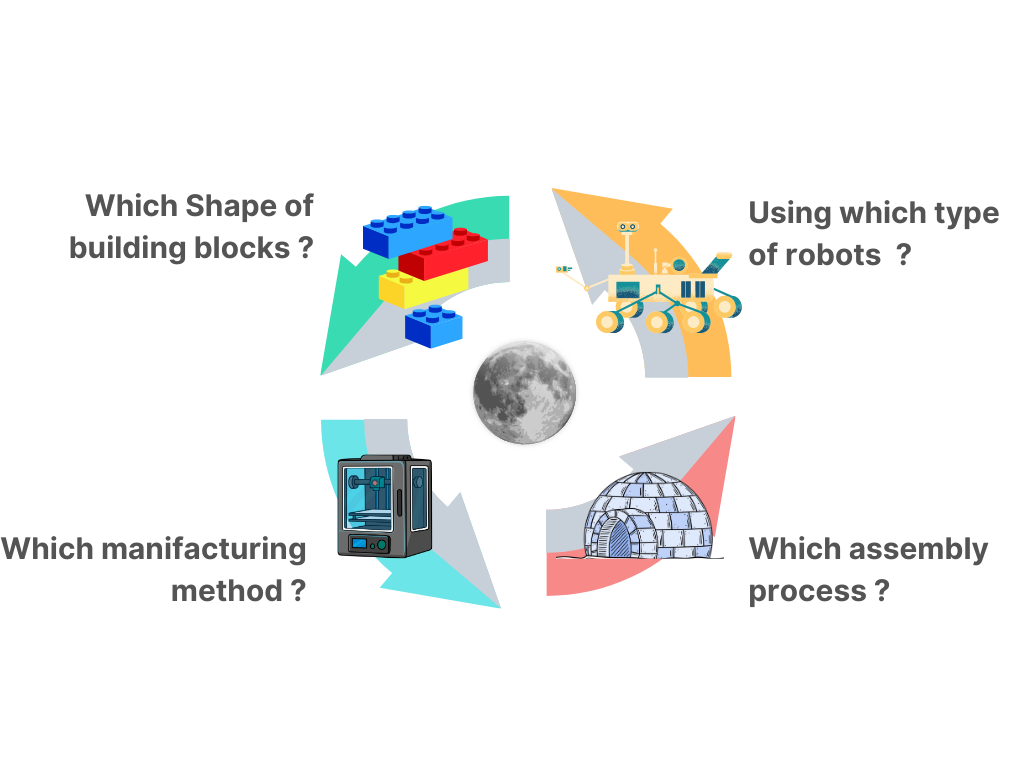 Which Shape of
building blocks ?
Using which type
of robots  ?
Which manifacturing
method ?
Which assembly
process ?